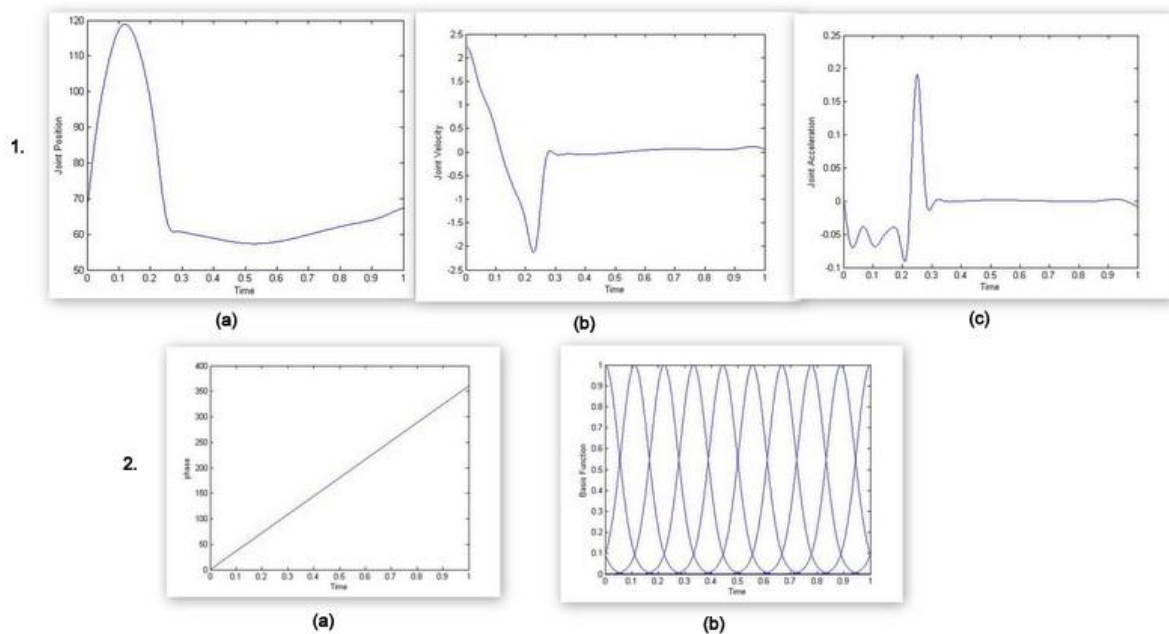 1.
Joint Position
120
110
100
90
80
70
60
50
0 0.1 0.2 0.3 0.4 0.5 0.6 0.7 0.8 0.9 1
Time
(a)
Joint Velocity
2.5
2
1.5
1
0.5
0
-0.5
-1
-1.5
-2
-2.5
0 0.1 0.2 0.3 0.4 0.5 0.6 0.7 0.8 0.9 1
Time
(b)
Joint Acceleration
0.25
0.2
0.15
0.1
0.05
0
-0.05
-0.1
0 0.1 0.2 0.3 0.4 0.5 0.6 0.7 0.8 0.9 1
Time
(c)
2.
phase
400
350
300
250
200
150
100
50
0
0 0.1 0.2 0.3 0.4 0.5 0.6 0.7 0.8 0.9 1
Time
(a)
Basis Function
1
0.9
0.8
0.7
0.6
0.5
0.4
0.3
0.2
0.1
0
0 0.1 0.2 0.3 0.4 0.5 0.6 0.7 0.8 0.9 1
Time
(b)